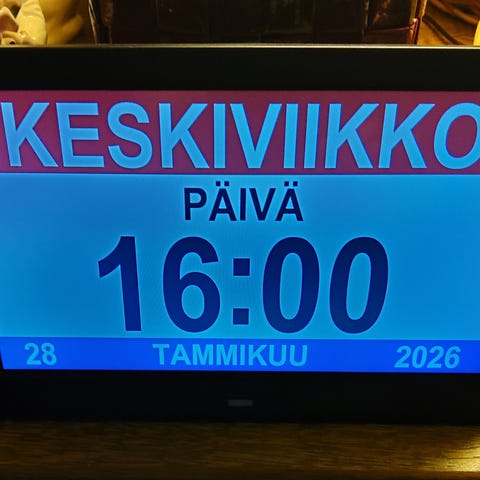 KESKIVIIKKO
PÄIVÄ
16:00
28 TAMMIKUU 2026